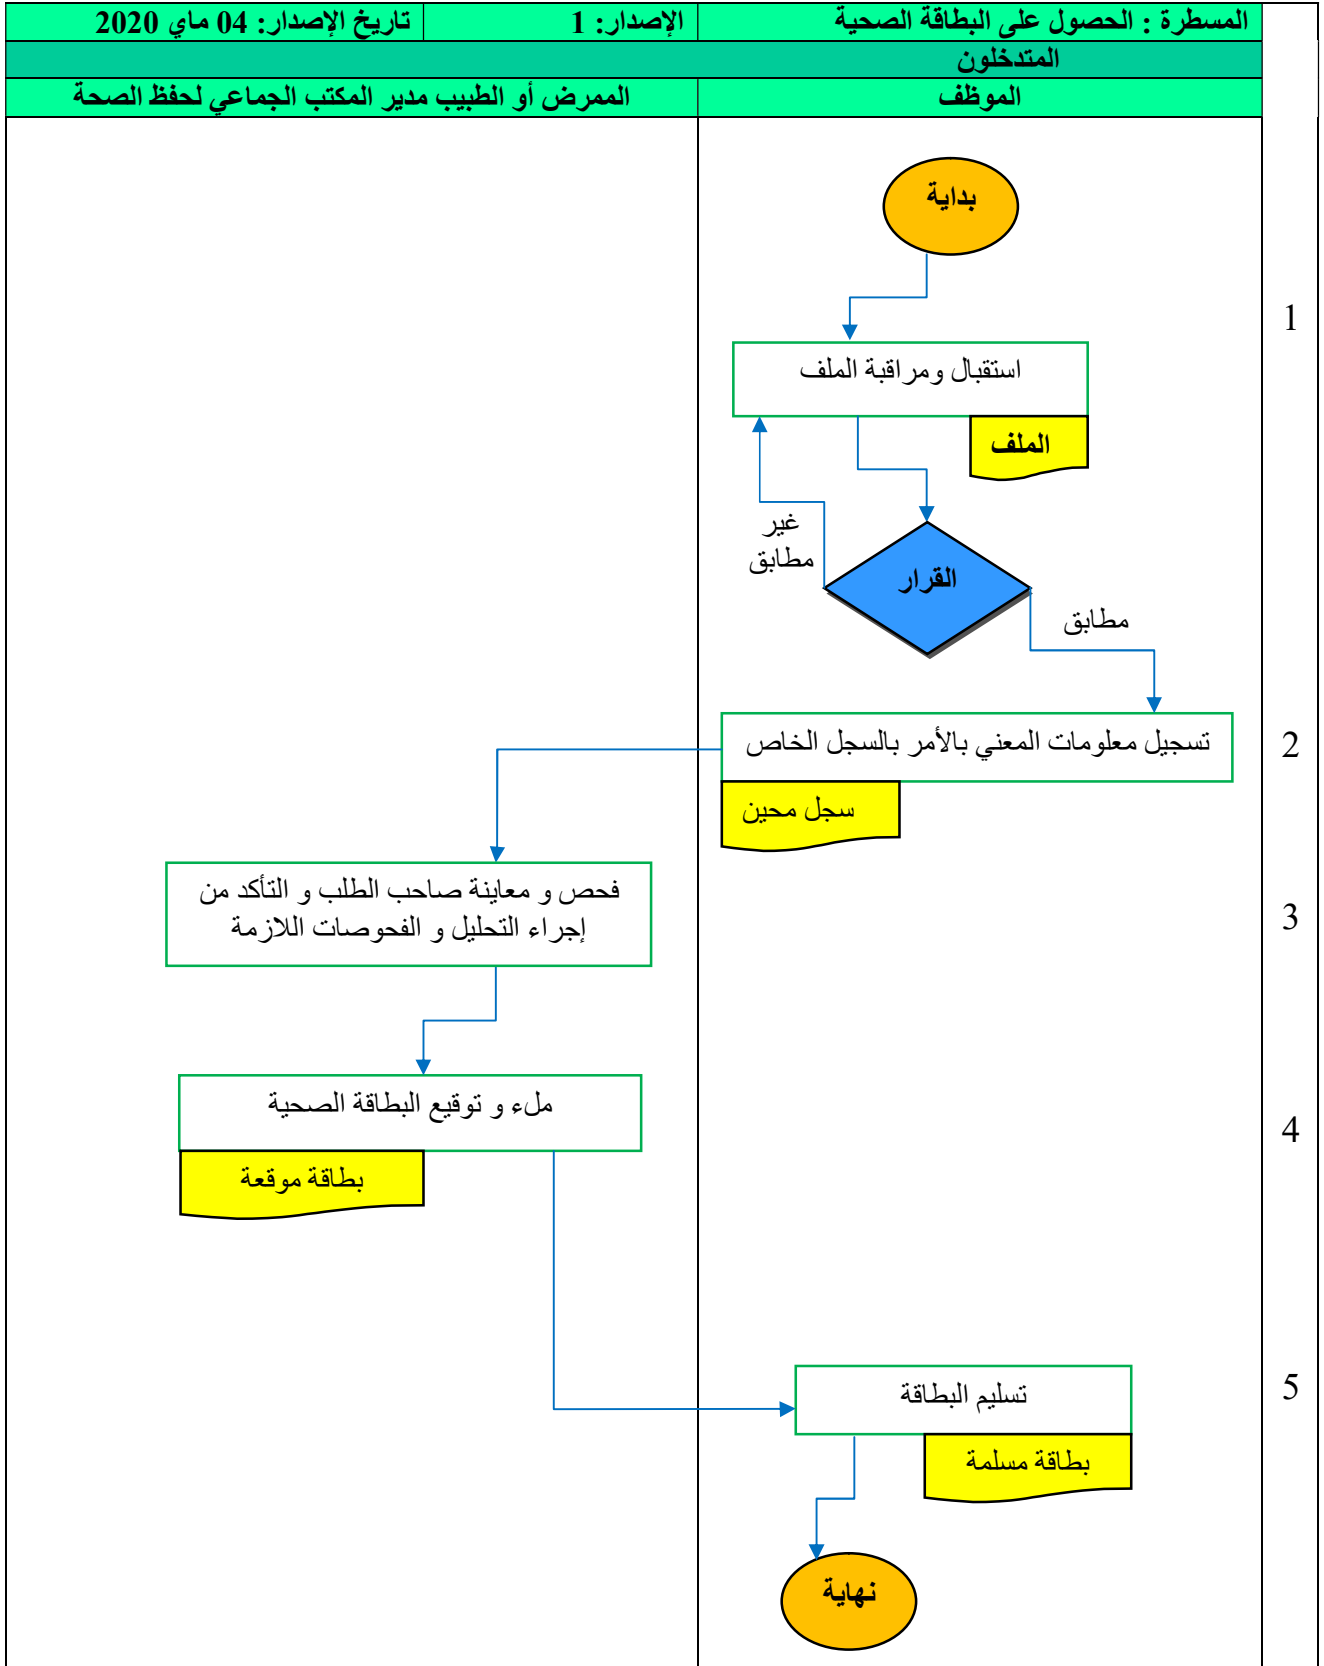 المسطرة : الحصول على البطاقة الصحية
الإصدار: 1
تاريخ الإصدار: 04 ماي 2020
المتدخلون
الموظف
الممرض أو الطبيب مدير المكتب الجماعي لحفظ الصحة
بداية
1
استقبال ومراقبة الملف
الملف
غير
مطابق
القرار
مطابق
2
تسجيل معلومات المعني بالأمر بالسجل الخاص
سجل محين
3
فحص و معاينة صاحب الطلب و التأكد من
إجراء التحليل و الفحوصات اللازمة
4
ملء و توقيع البطاقة الصحية
بطاقة موقعة
5
تسليم البطاقة
بطاقة مسلمة
نهاية